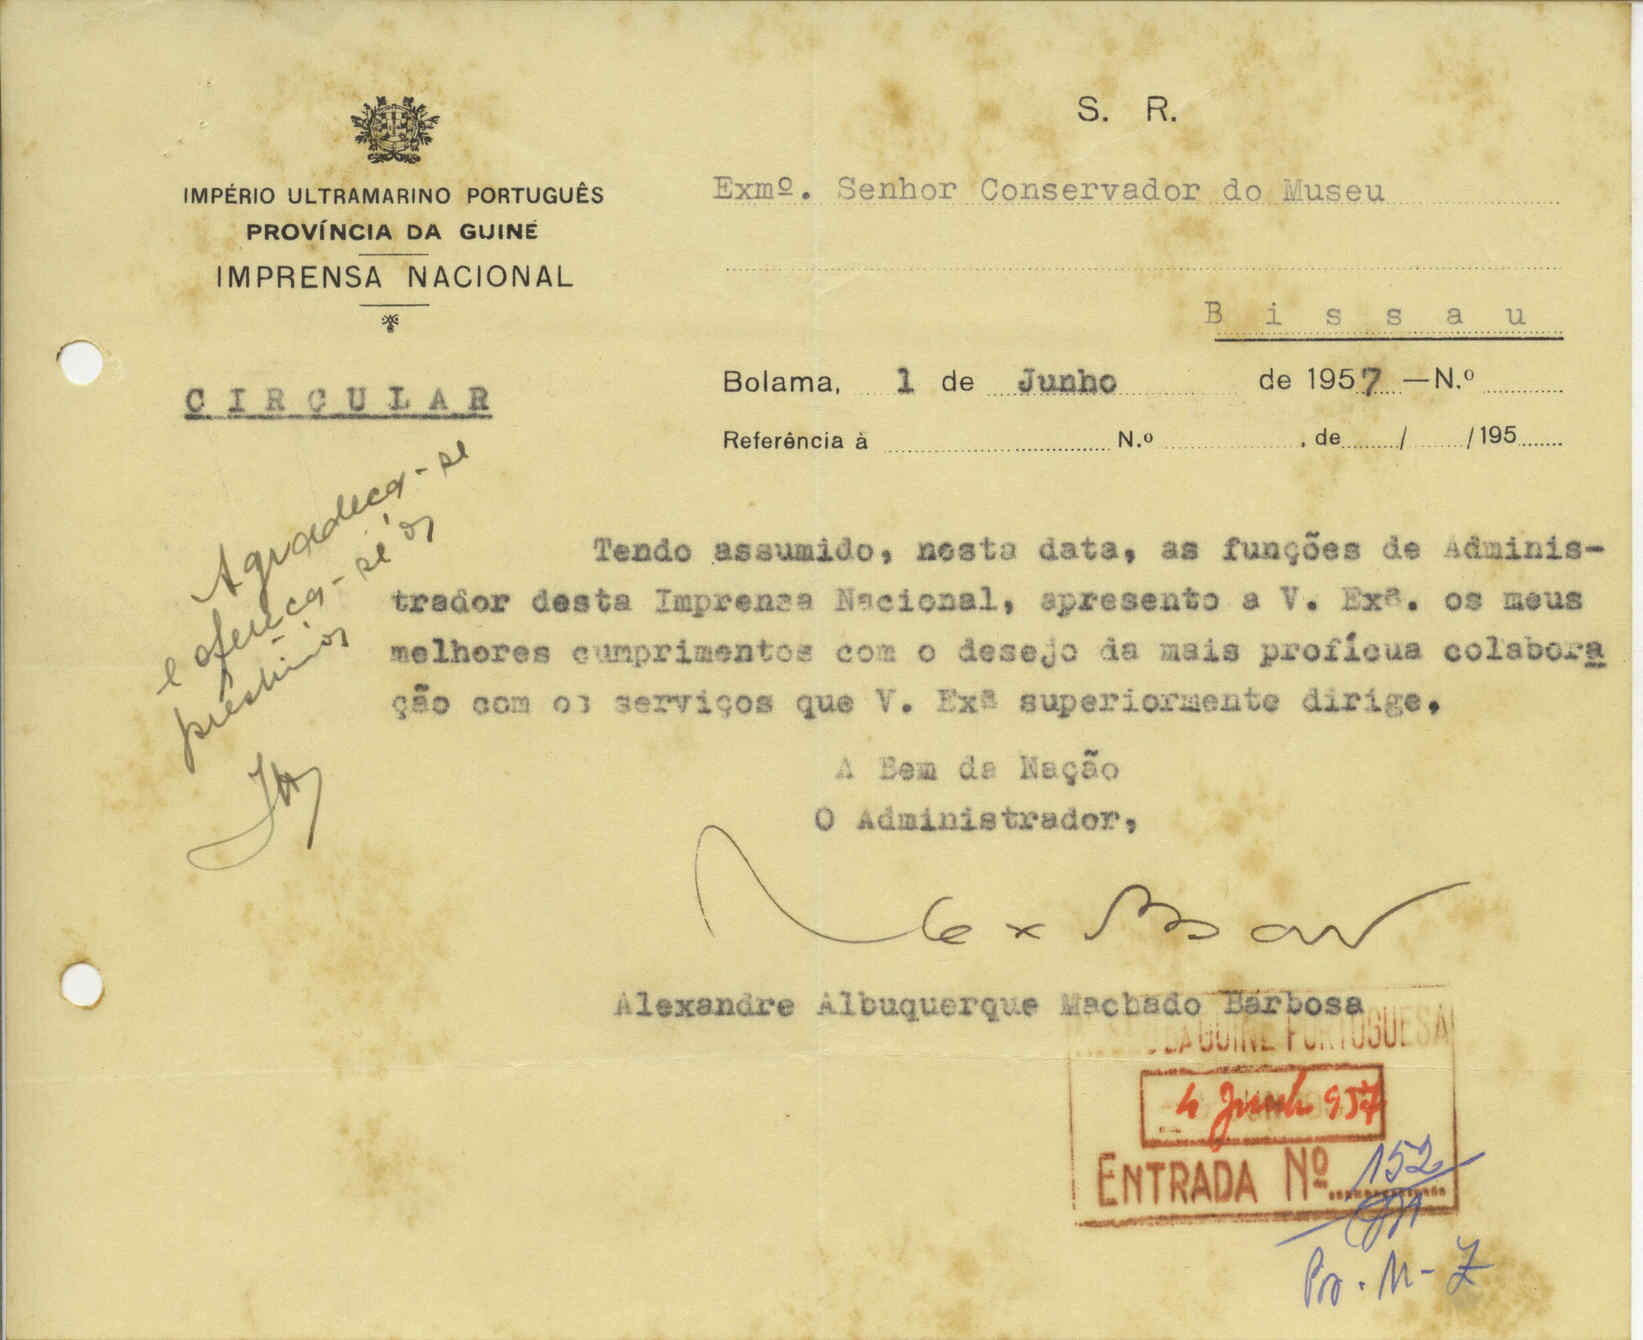 S. R.
IMPÉRIO ULTRAMARINO PORTUGUÊS
PROVÍNCIA DA GUINÉ
IMPRENSA NACIONAL
Exmº. Senhor Conservador do Museu
B i s s a u
CIRCULAR
Bolama, 1 de Junho de 1957 —N.º
Referência à N.º , de / /195
Agradeça-se
e ofereça-se os
préstimos
Tendo assumido, nesta data, as funções de Adminis-
trador desta Imprensa Nacional, apresento a V. Exª. os meus
melhores cumprimentos com o desejo da mais profícua colabora
ção com os serviços que V. Exª superiormente dirige.
A Bem da Nação
O Administrador,
Alex Bar
Alexandre Albuquerque Machado Barbosa
DA GUINÉ PORTUGUESA
4 Junho 957
ENTRADA Nº 152